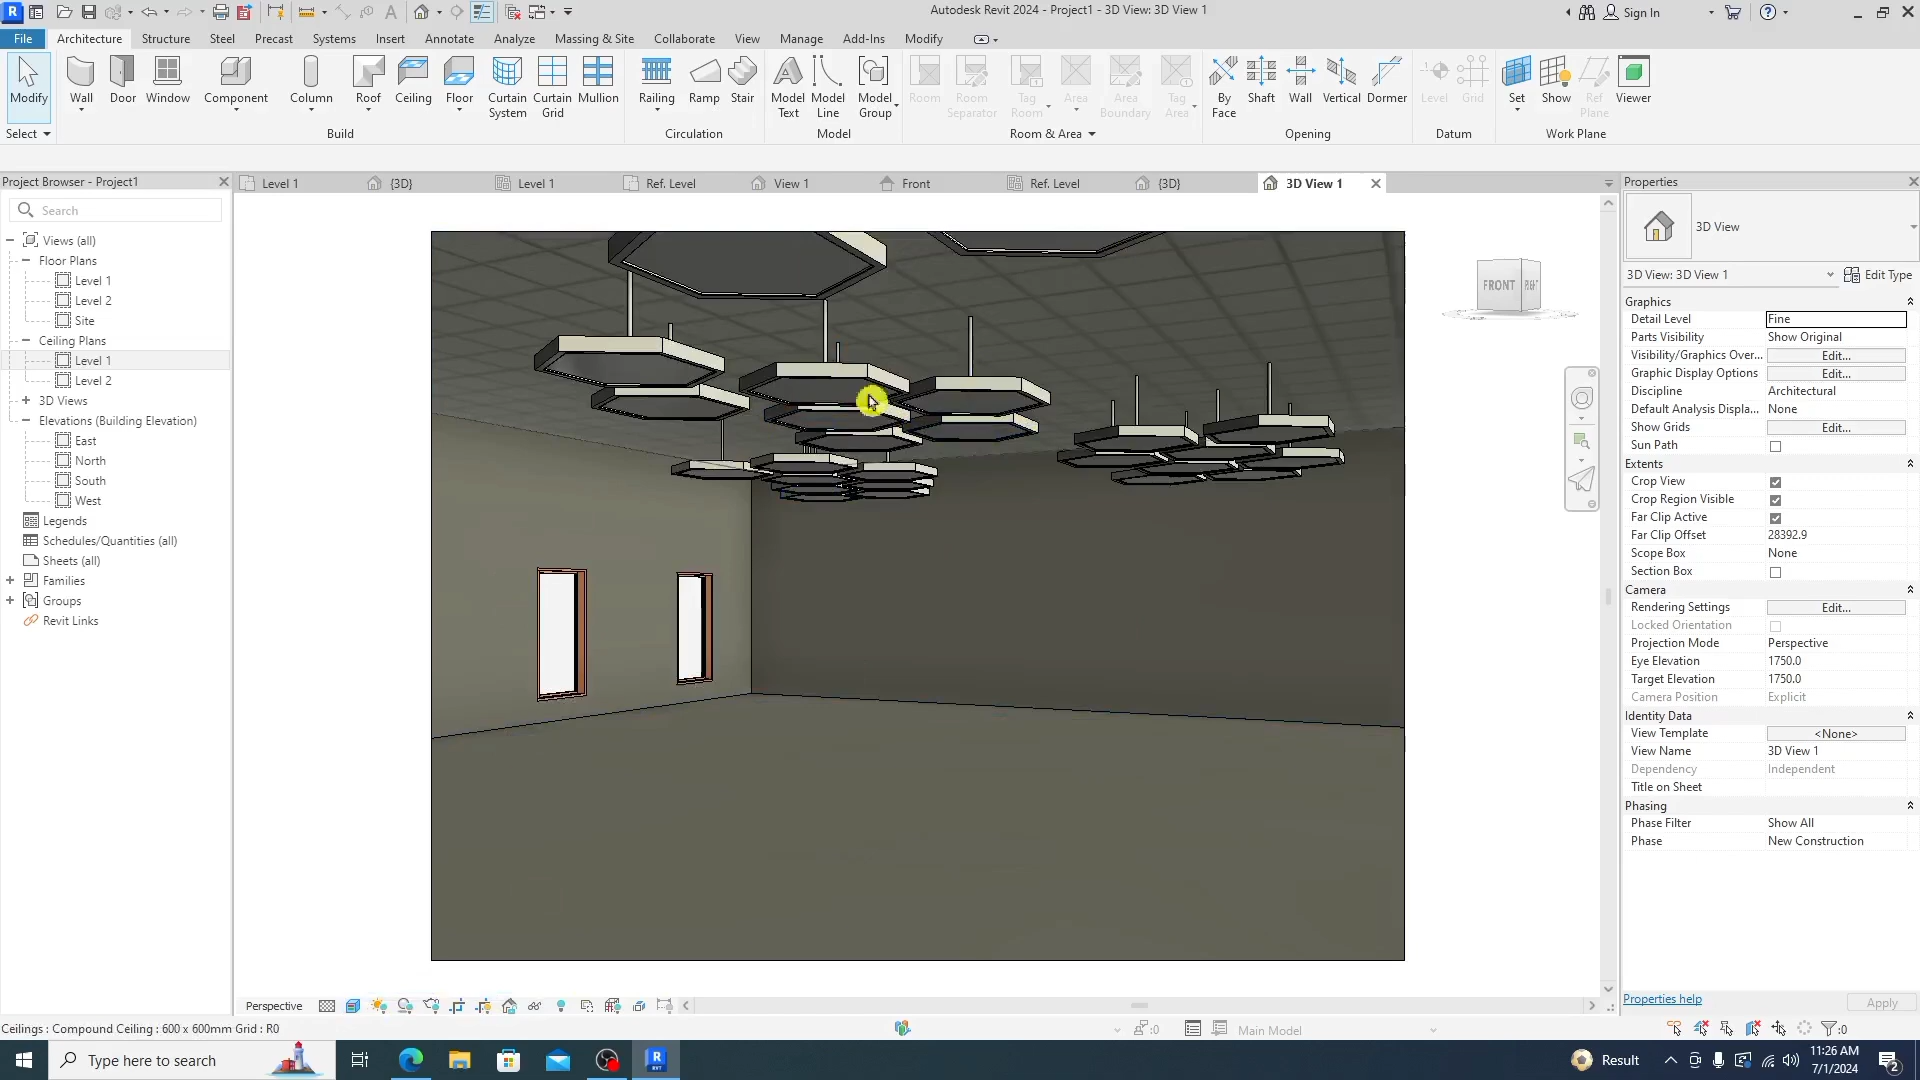 Autodesk Revit 2024 - Project1 - 3D View: 3D View 1
Sign In
File Architecture Structure Steel Precast Systems Insert Annotate Analyze Massing & Site Collaborate View Manage Add-Ins Modify
Modify Wall Door Window Component Column Roof Ceiling Floor Curtain System Curtain Grid Mullion Railing Ramp Stair Model Text Model Line Model Group Room Room Separator Tag Room Area Area Boundary Tag Area By Face Shaft Wall Vertical Dormer Level Grid Set Show Ref Plane Viewer
Select Build Circulation Model Room & Area Opening Datum Work Plane
Project Browser - Project1
Level 1 {3D} Level 1 Ref. Level View 1 Front Ref. Level {3D} 3D View 1
Properties
Search
Views (all)
Floor Plans
Level 1
Level 2
Site
Ceiling Plans
Level 1
Level 2
3D Views
Elevations (Building Elevation)
East
North
South
West
Legends
Schedules/Quantities (all)
Sheets (all)
Families
Groups
Revit Links
FRONT
3D View
3D View: 3D View 1 Edit Type
Graphics
Detail Level Fine
Parts Visibility Show Original
Visibility/Graphics Over... Edit...
Graphic Display Options Edit...
Discipline Architectural
Default Analysis Displa... None
Show Grids Edit...
Sun Path
Extents
Crop View
Crop Region Visible
Far Clip Active
Far Clip Offset 28392.9
Scope Box None
Section Box
Camera
Rendering Settings Edit...
Locked Orientation
Projection Mode Perspective
Eye Elevation 1750.0
Target Elevation 1750.0
Camera Position Explicit
Identity Data
View Template <None>
View Name 3D View 1
Dependency Independent
Title on Sheet
Phasing
Phase Filter Show All
Phase New Construction
Properties help Apply
Perspective
Ceilings : Compound Ceiling : 600 x 600mm Grid : R0
:0 Main Model :0
Type here to search
Result
11:26 AM
7/1/2024
2